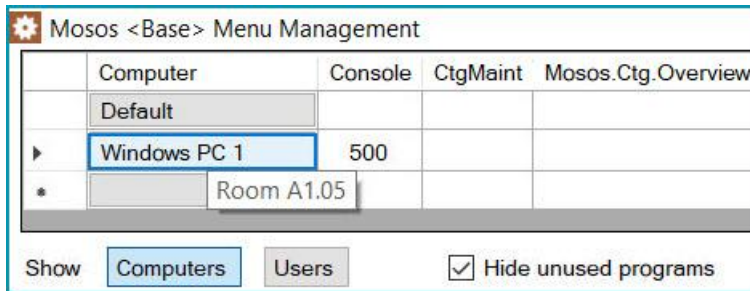 Mosos <Base> Menu Management
Computer Console CtgMaint Mosos.Ctg.Overview
Default
Windows PC 1 500
Room A1.05
Show Computers Users Hide unused programs